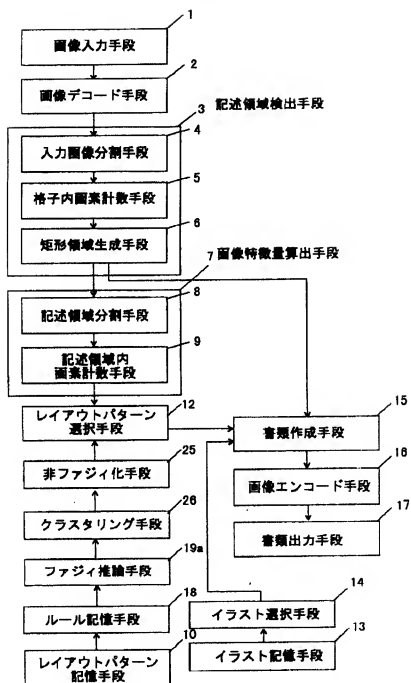 1
画像入力手段
2
画像デコード手段
3 記述領域検出手段
4
入力画像分割手段
5
格子内画素計数手段
6
矩形領域生成手段
7 画像特徴量算出手段
8
記述領域分割手段
9
記述領域内
画素計数手段
12
レイアウトパターン
選択手段
25
非ファジィ化手段
26
クラスタリング手段
19a
ファジィ推論手段
18
ルール記憶手段
10
レイアウトパターン
記憶手段
15
書類作成手段
16
画像エンコード手段
17
書類出力手段
14
イラスト選択手段
13
イラスト記憶手段